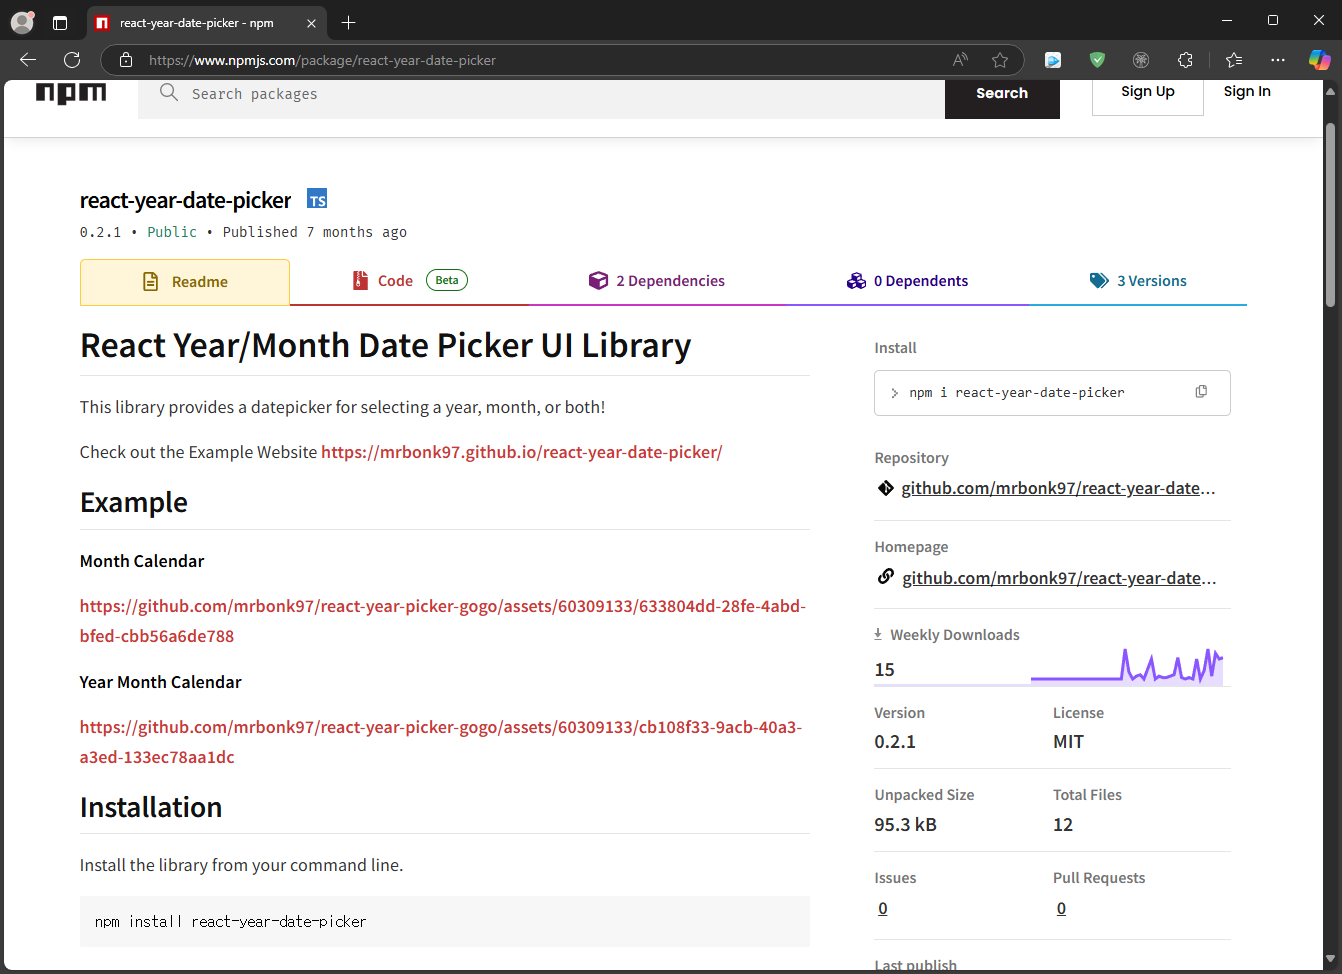 react-year-date-picker - npm
https://www.npmjs.com/package/react-year-date-picker
npm
Search packages
Search
Sign Up
Sign In
react-year-date-picker
TS
0.2.1 • Public • Published 7 months ago
Readme
Code
Beta
2 Dependencies
0 Dependents
3 Versions
React Year/Month Date Picker UI Library
This library provides a datepicker for selecting a year, month, or both!
Check out the Example Website https://mrbonk97.github.io/react-year-date-picker/
Example
Month Calendar
https://github.com/mrbonk97/react-year-picker-gogo/assets/60309133/633804dd-28fe-4abd-
bfed-cbb56a6de788
Year Month Calendar
https://github.com/mrbonk97/react-year-picker-gogo/assets/60309133/cb108f33-9acb-40a3-
a3ed-133ec78aa1dc
Installation
Install the library from your command line.
npm install react-year-date-picker
Install
npm i react-year-date-picker
Repository
github.com/mrbonk97/react-year-date...
Homepage
github.com/mrbonk97/react-year-date...
Weekly Downloads
15
Version
License
0.2.1
MIT
Unpacked Size
Total Files
95.3 kB
12
Issues
Pull Requests
0
0
Last publish